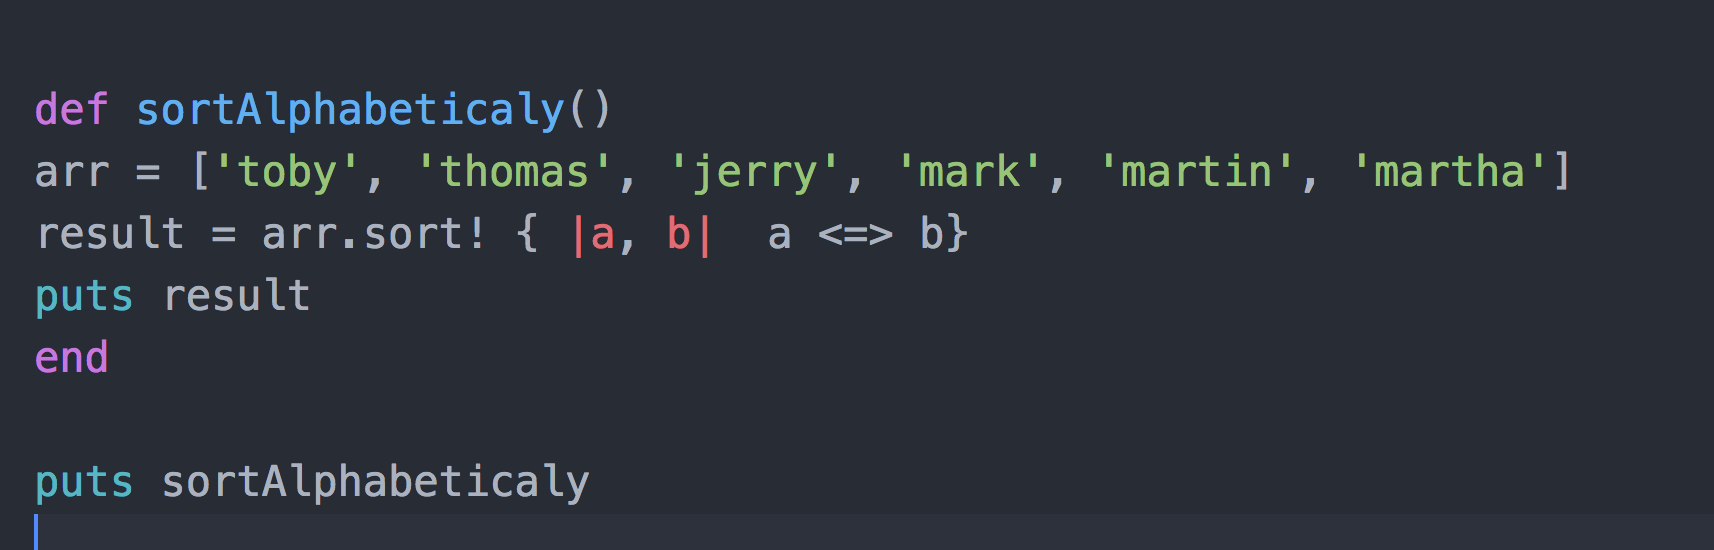 def sortAlphabeticaly()
arr = ['toby', 'thomas', 'jerry', 'mark', 'martin', 'martha']
result = arr.sort! { |a, b|  a <=> b}
puts result
end
puts sortAlphabeticaly